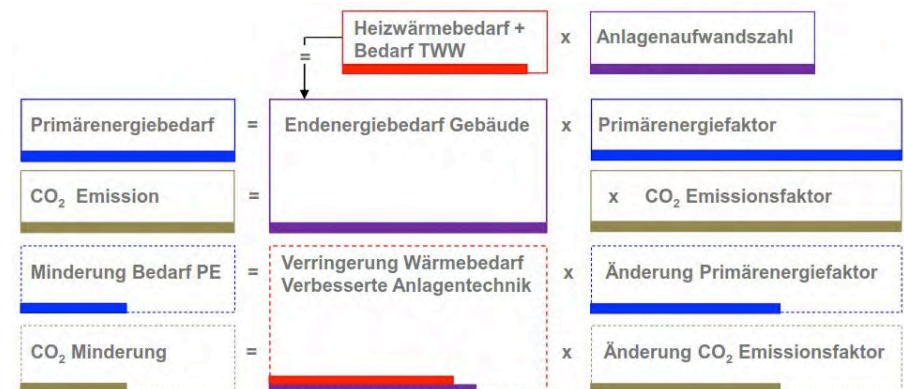 Heizwärmebedarf +
Bedarf TWW
x
Anlagenaufwandszahl
=
Primärenergiebedarf
=
Endenergiebedarf Gebäude
x
Primärenergiefaktor
CO₂ Emission
=
x
CO₂ Emissionsfaktor
Minderung Bedarf PE
=
Verringerung Wärmebedarf
Verbesserte Anlagentechnik
x
Änderung Primärenergiefaktor
CO₂ Minderung
=
x
Änderung CO₂ Emissionsfaktor